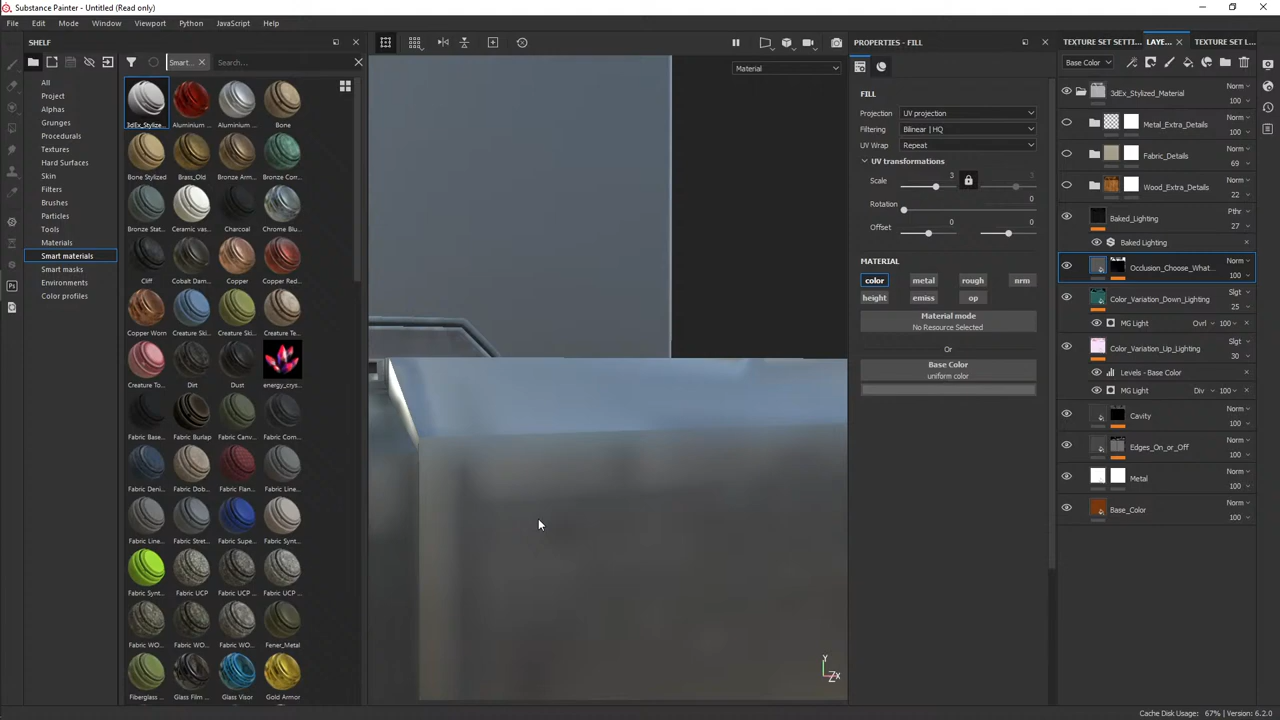 Substance Painter - Untitled (Read only)
File Edit Mode Window Viewport Python JavaScript Help
SHELF
Smart...
Search...
All
Project
Alphas
Grunges
Procedurals
Textures
Hard Surfaces
Skin
Filters
Brushes
Particles
Tools
Materials
Smart materials
Smart masks
Environments
Color profiles
3dEx_Stylize... Aluminium ... Aluminium ... Bone
Bone Stylized Brass_Old Bronze Arm... Bronze Corr...
Bronze Stat... Ceramic vas... Charcoal Chrome Blu...
Cliff Cobalt Dam... Copper Copper Red...
Copper Worn Creature Ski... Creature Ski... Creature Te...
Creature To... Dirt Dust energy_crys...
Fabric Base... Fabric Burlap Fabric Canv... Fabric Com...
Fabric Deni... Fabric Dob... Fabric Flan... Fabric Line...
Fabric Line... Fabric Stret... Fabric Supe... Fabric Synt...
Fabric Synt... Fabric UCP Fabric UCP ... Fabric UCP ...
Fabric WO... Fabric WO... Fabric WO... Fener_Metal
Fiberglass ... Glass Film ... Glass Visor Gold Armor
Material
Y
Z X
PROPERTIES - FILL
FILL
Projection UV projection
Filtering Bilinear | HQ
UV Wrap Repeat
UV transformations
Scale 3 3
Rotation 0
Offset 0 0
MATERIAL
color metal rough nrm
height emiss op
Material mode
No Resource Selected
Or
Base Color
uniform color
TEXTURE SET SETTI... LAYE... TEXTURE SET L...
Base Color
3dEx_Stylized_Material Norm 100
Metal_Extra_Details Norm 100
Fabric_Details Norm 69
Wood_Extra_Details Norm 22
Baked_Lighting Pthr 27
Baked Lighting
Occlusion_Choose_What... Norm 100
Color_Variation_Down_Lighting Slgt 25
MG Light Ovrl 100
Color_Variation_Up_Lighting Slgt 30
Levels - Base Color
MG Light Div 100
Cavity Norm 100
Edges_On_or_Off Norm 100
Metal Norm 100
Base_Color Norm 100
Cache Disk Usage: 67% | Version: 6.2.0